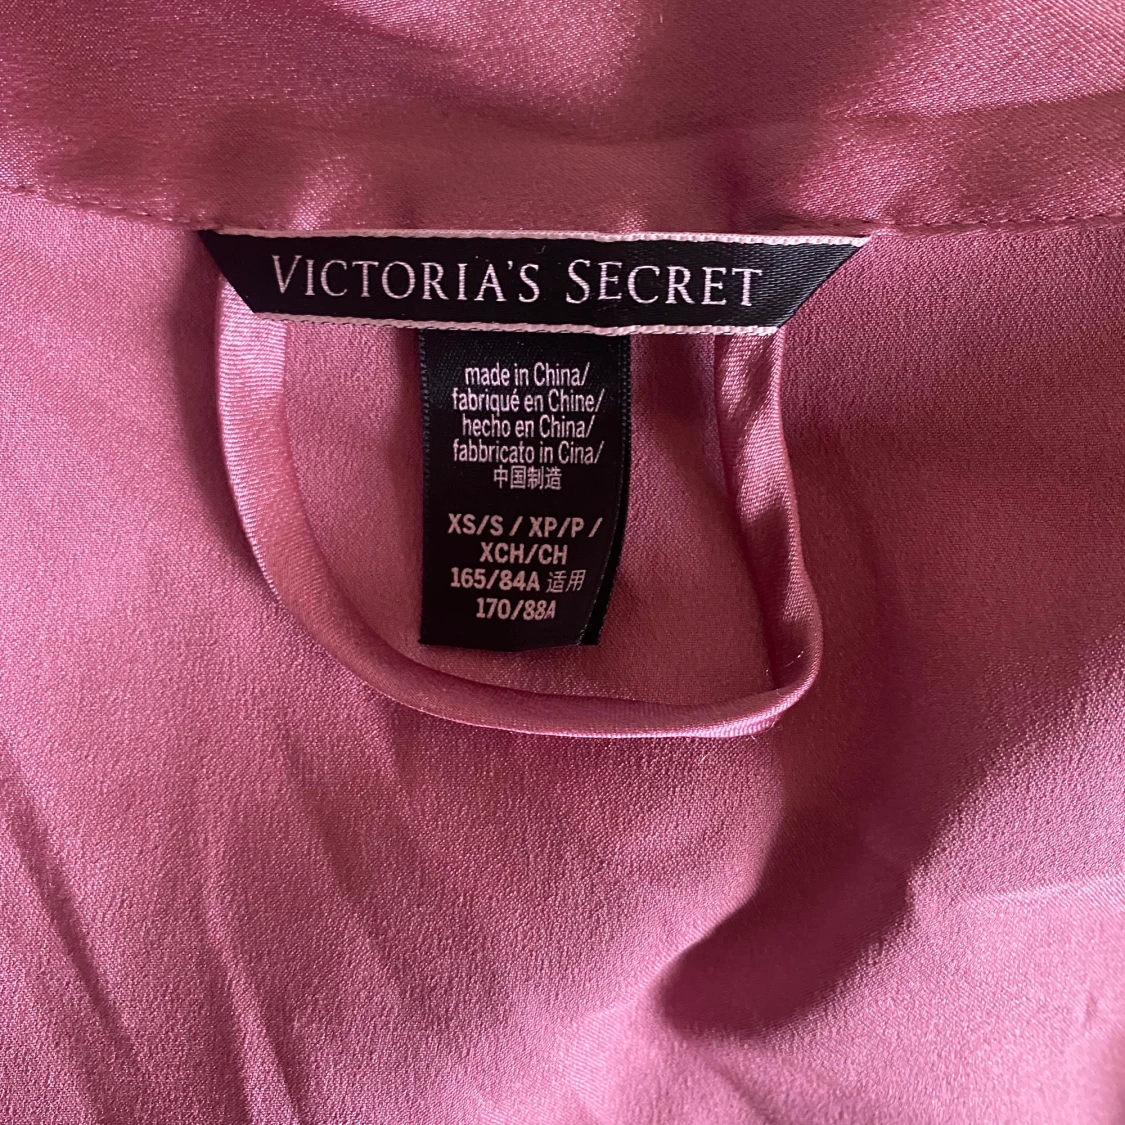 VICTORIA'S SECRET
made in China/
fabriqué en Chine/
hecho en China/
fabbricato in Cina/
中国制造
XS/S / XP/P /
XCH/CH
165/84A 适用
170/88A